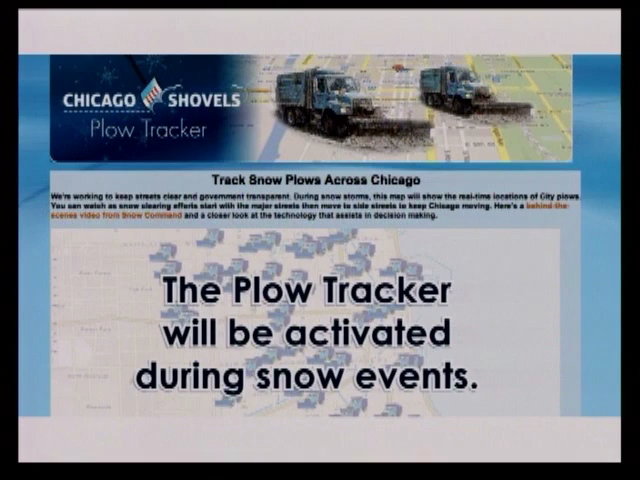 CHICAGO SHOVELS
Plow Tracker
Track Snow Plows Across Chicago
We're working to keep streets clear and government transparent. During snow storms, this map will show the real-time locations of City plows.
You can watch as snow clearing efforts start with the major streets then move to side streets to keep Chicago moving. Here's a behind-the-
scenes video from Snow Command and a closer look at the technology that assists in decision making.
The Plow Tracker
will be activated
during snow events.